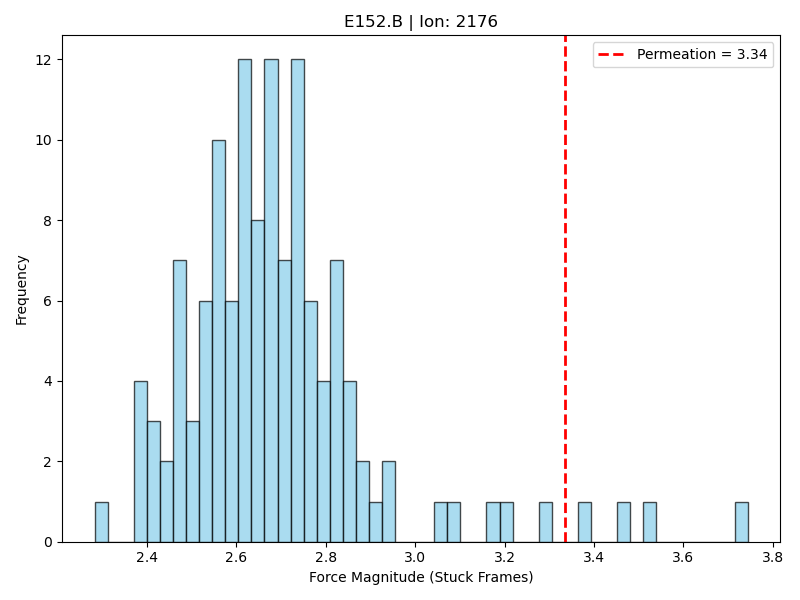 E152.B | Ion: 2176
Permeation = 3.34
12
10
8
6
4
2
0
Frequency
2.4 2.6 2.8 3.0 3.2 3.4 3.6 3.8
Force Magnitude (Stuck Frames)